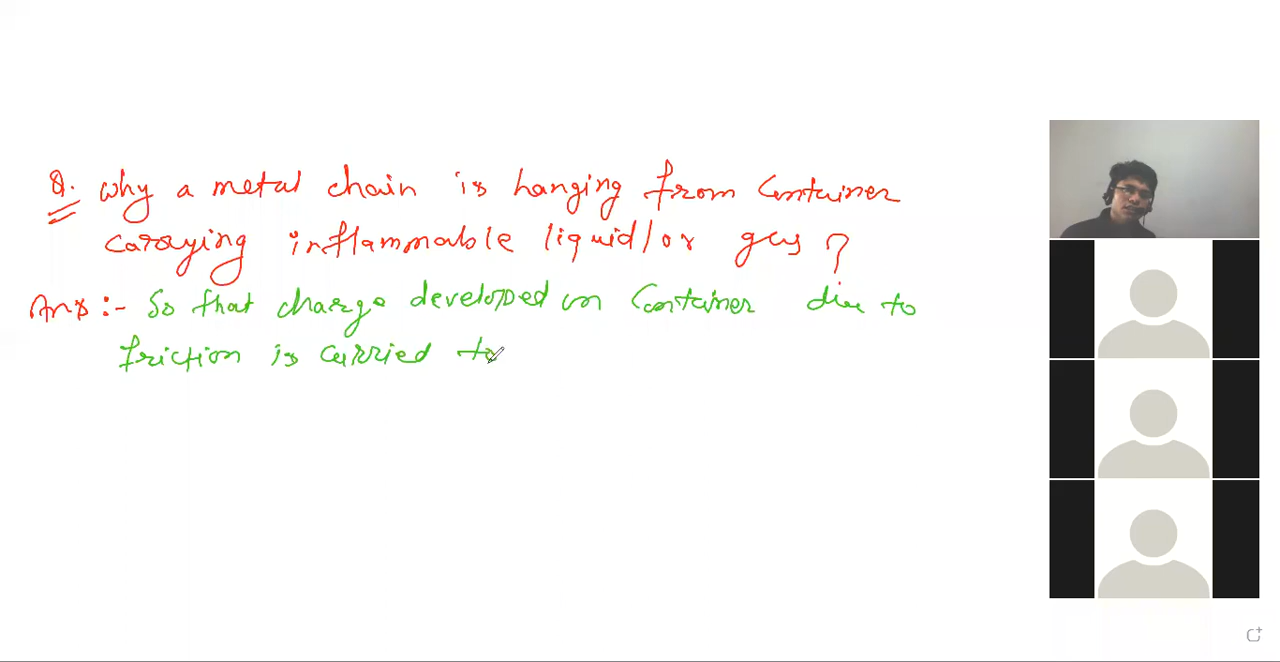 Q. Why a metal chain is hanging from Container
carrying inflammable liquid/or gas ?
Ans :- So that charge developed on Container due to
friction is carried to